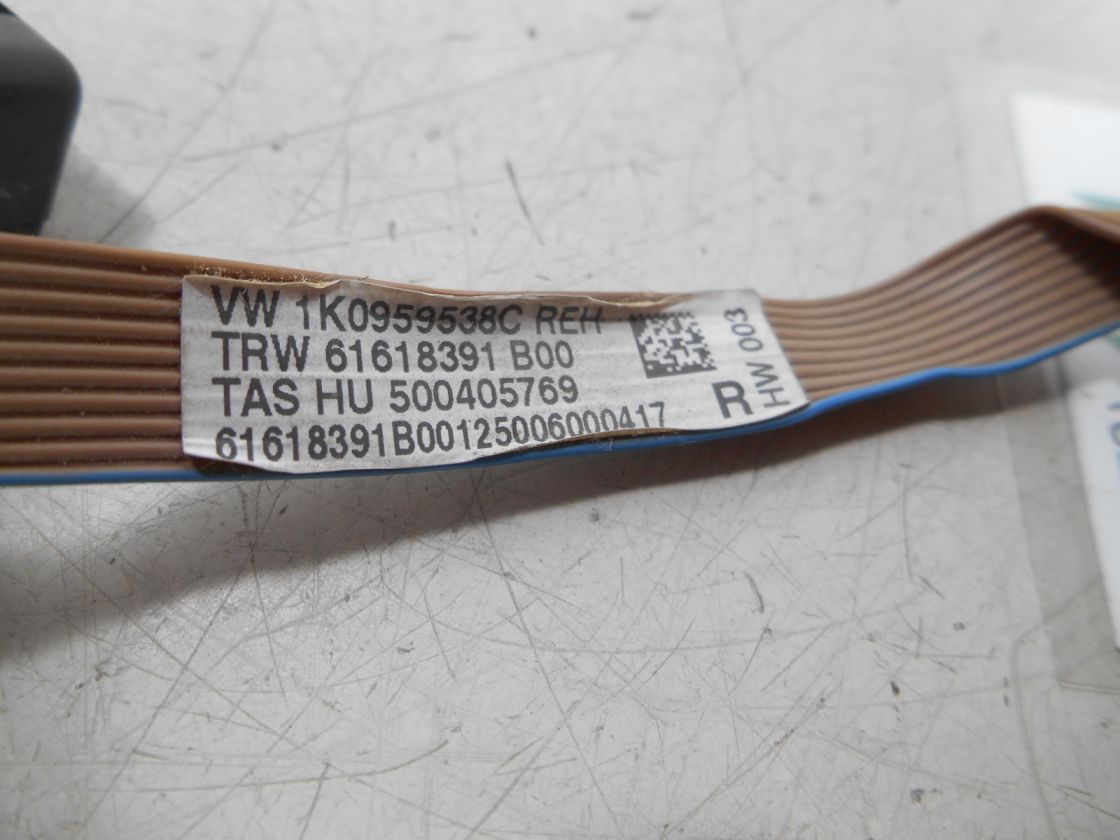 VW 1K0959538C REH
TRW 61618391 B00
TAS HU 500405769
61618391B00125006000417
R
HW 003